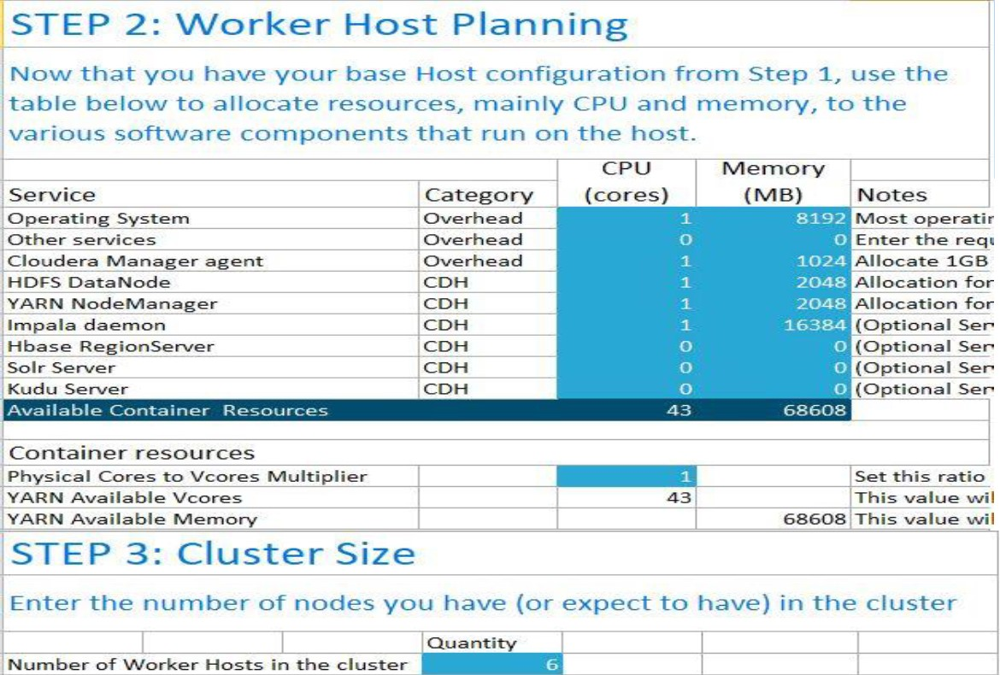 STEP 2: Worker Host Planning
Now that you have your base Host configuration from Step 1, use the
table below to allocate resources, mainly CPU and memory, to the
various software components that run on the host.
CPU Memory
Service Category (cores) (MB) Notes
Operating System Overhead 1 8192 Most operatin
Other services Overhead 0 0 Enter the requ
Cloudera Manager agent Overhead 1 1024 Allocate 1GB
HDFS DataNode CDH 1 2048 Allocation for
YARN NodeManager CDH 1 2048 Allocation for
Impala daemon CDH 1 16384 (Optional Ser
Hbase RegionServer CDH 0 0 (Optional Ser
Solr Server CDH 0 0 (Optional Ser
Kudu Server CDH 0 0 (Optional Ser
Available Container Resources 43 68608
Container resources
Physical Cores to Vcores Multiplier 1 Set this ratio
YARN Available Vcores 43 This value wil
YARN Available Memory 68608 This value wil
STEP 3: Cluster Size
Enter the number of nodes you have (or expect to have) in the cluster
Quantity
Number of Worker Hosts in the cluster 6